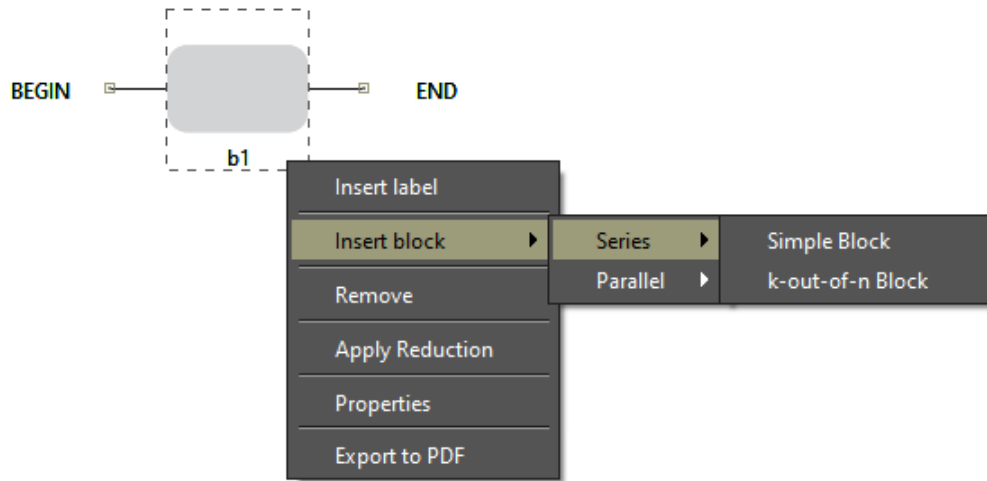 BEGIN
END
b1
Insert label
Insert block
Series
Simple Block
Parallel
k-out-of-n Block
Remove
Apply Reduction
Properties
Export to PDF